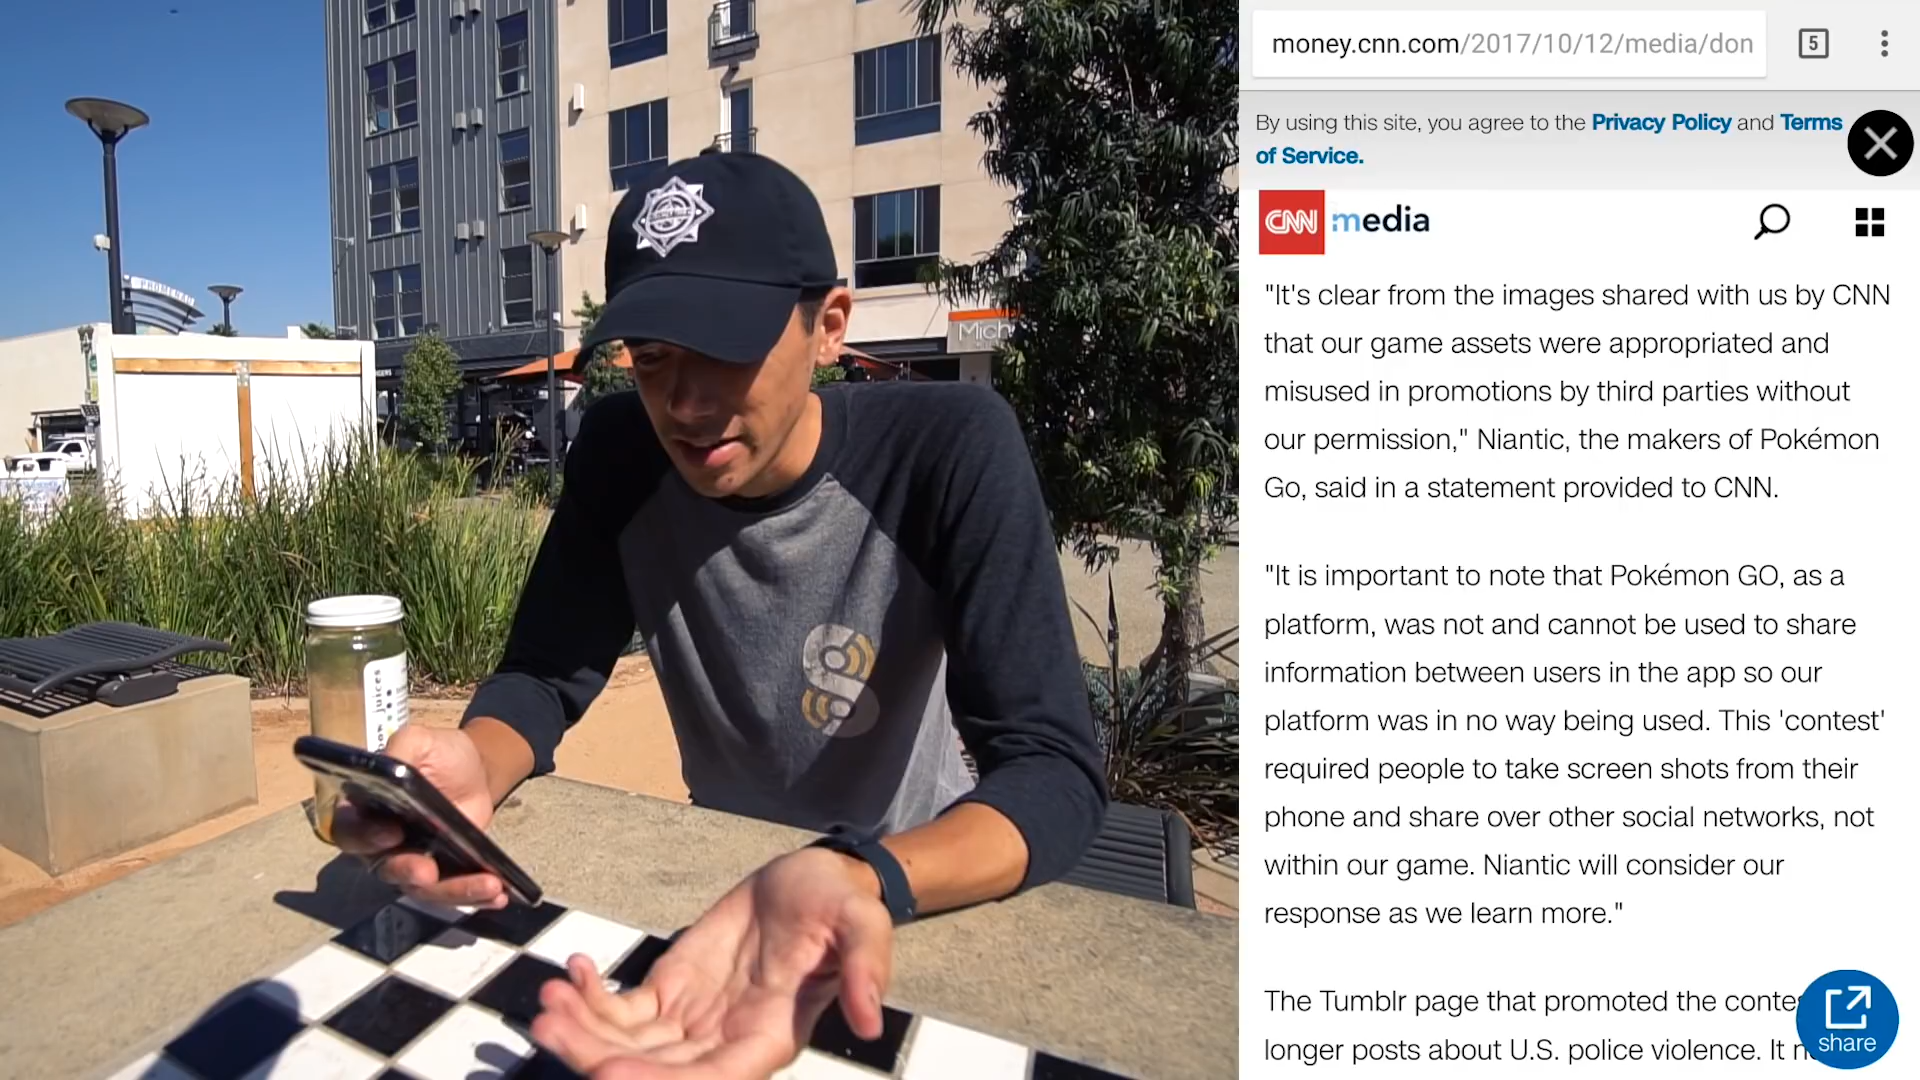 PROMENAD
Mich
juices
money.cnn.com/2017/10/12/media/don
5
By using this site, you agree to the Privacy Policy and Terms
of Service.
CNN media
"It's clear from the images shared with us by CNN
that our game assets were appropriated and
misused in promotions by third parties without
our permission," Niantic, the makers of Pokémon
Go, said in a statement provided to CNN.
"It is important to note that Pokémon GO, as a
platform, was not and cannot be used to share
information between users in the app so our
platform was in no way being used. This 'contest'
required people to take screen shots from their
phone and share over other social networks, not
within our game. Niantic will consider our
response as we learn more."
The Tumblr page that promoted the conte
longer posts about U.S. police violence. It n
share